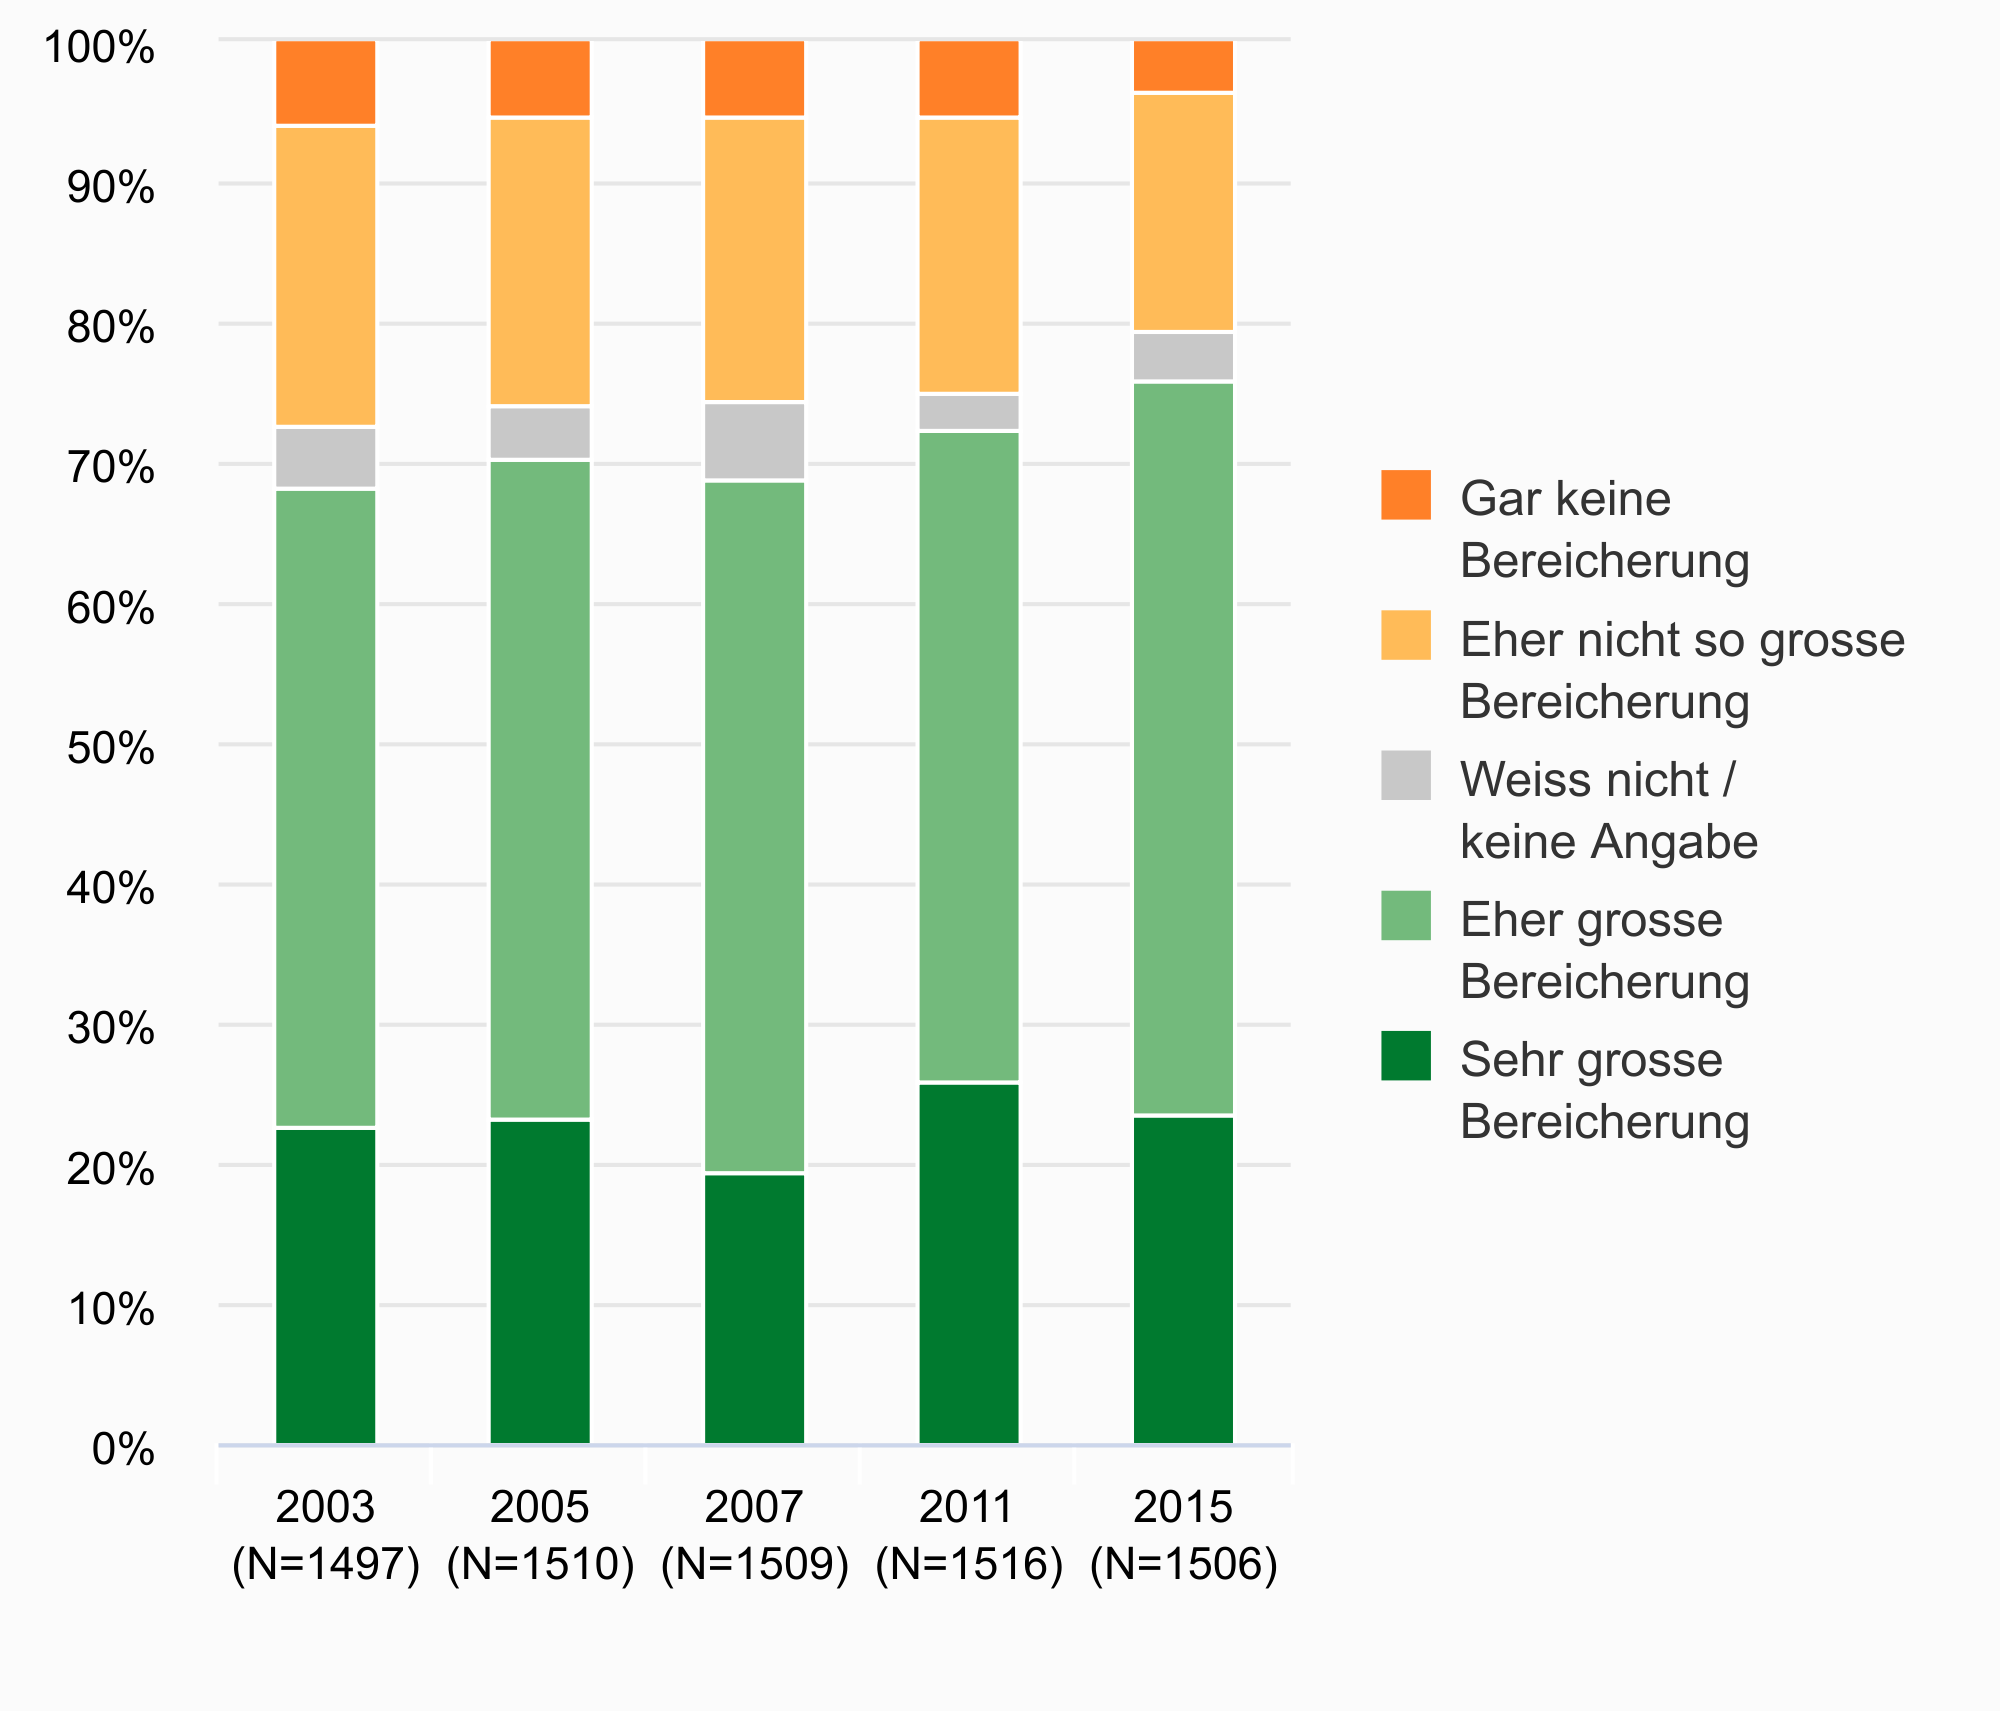 100%
90%
80%
70%
60%
50%
40%
30%
20%
10%
0%
2003
(N=1497)
2005
(N=1510)
2007
(N=1509)
2011
(N=1516)
2015
(N=1506)
Gar keine
Bereicherung
Eher nicht so grosse
Bereicherung
Weiss nicht /
keine Angabe
Eher grosse
Bereicherung
Sehr grosse
Bereicherung